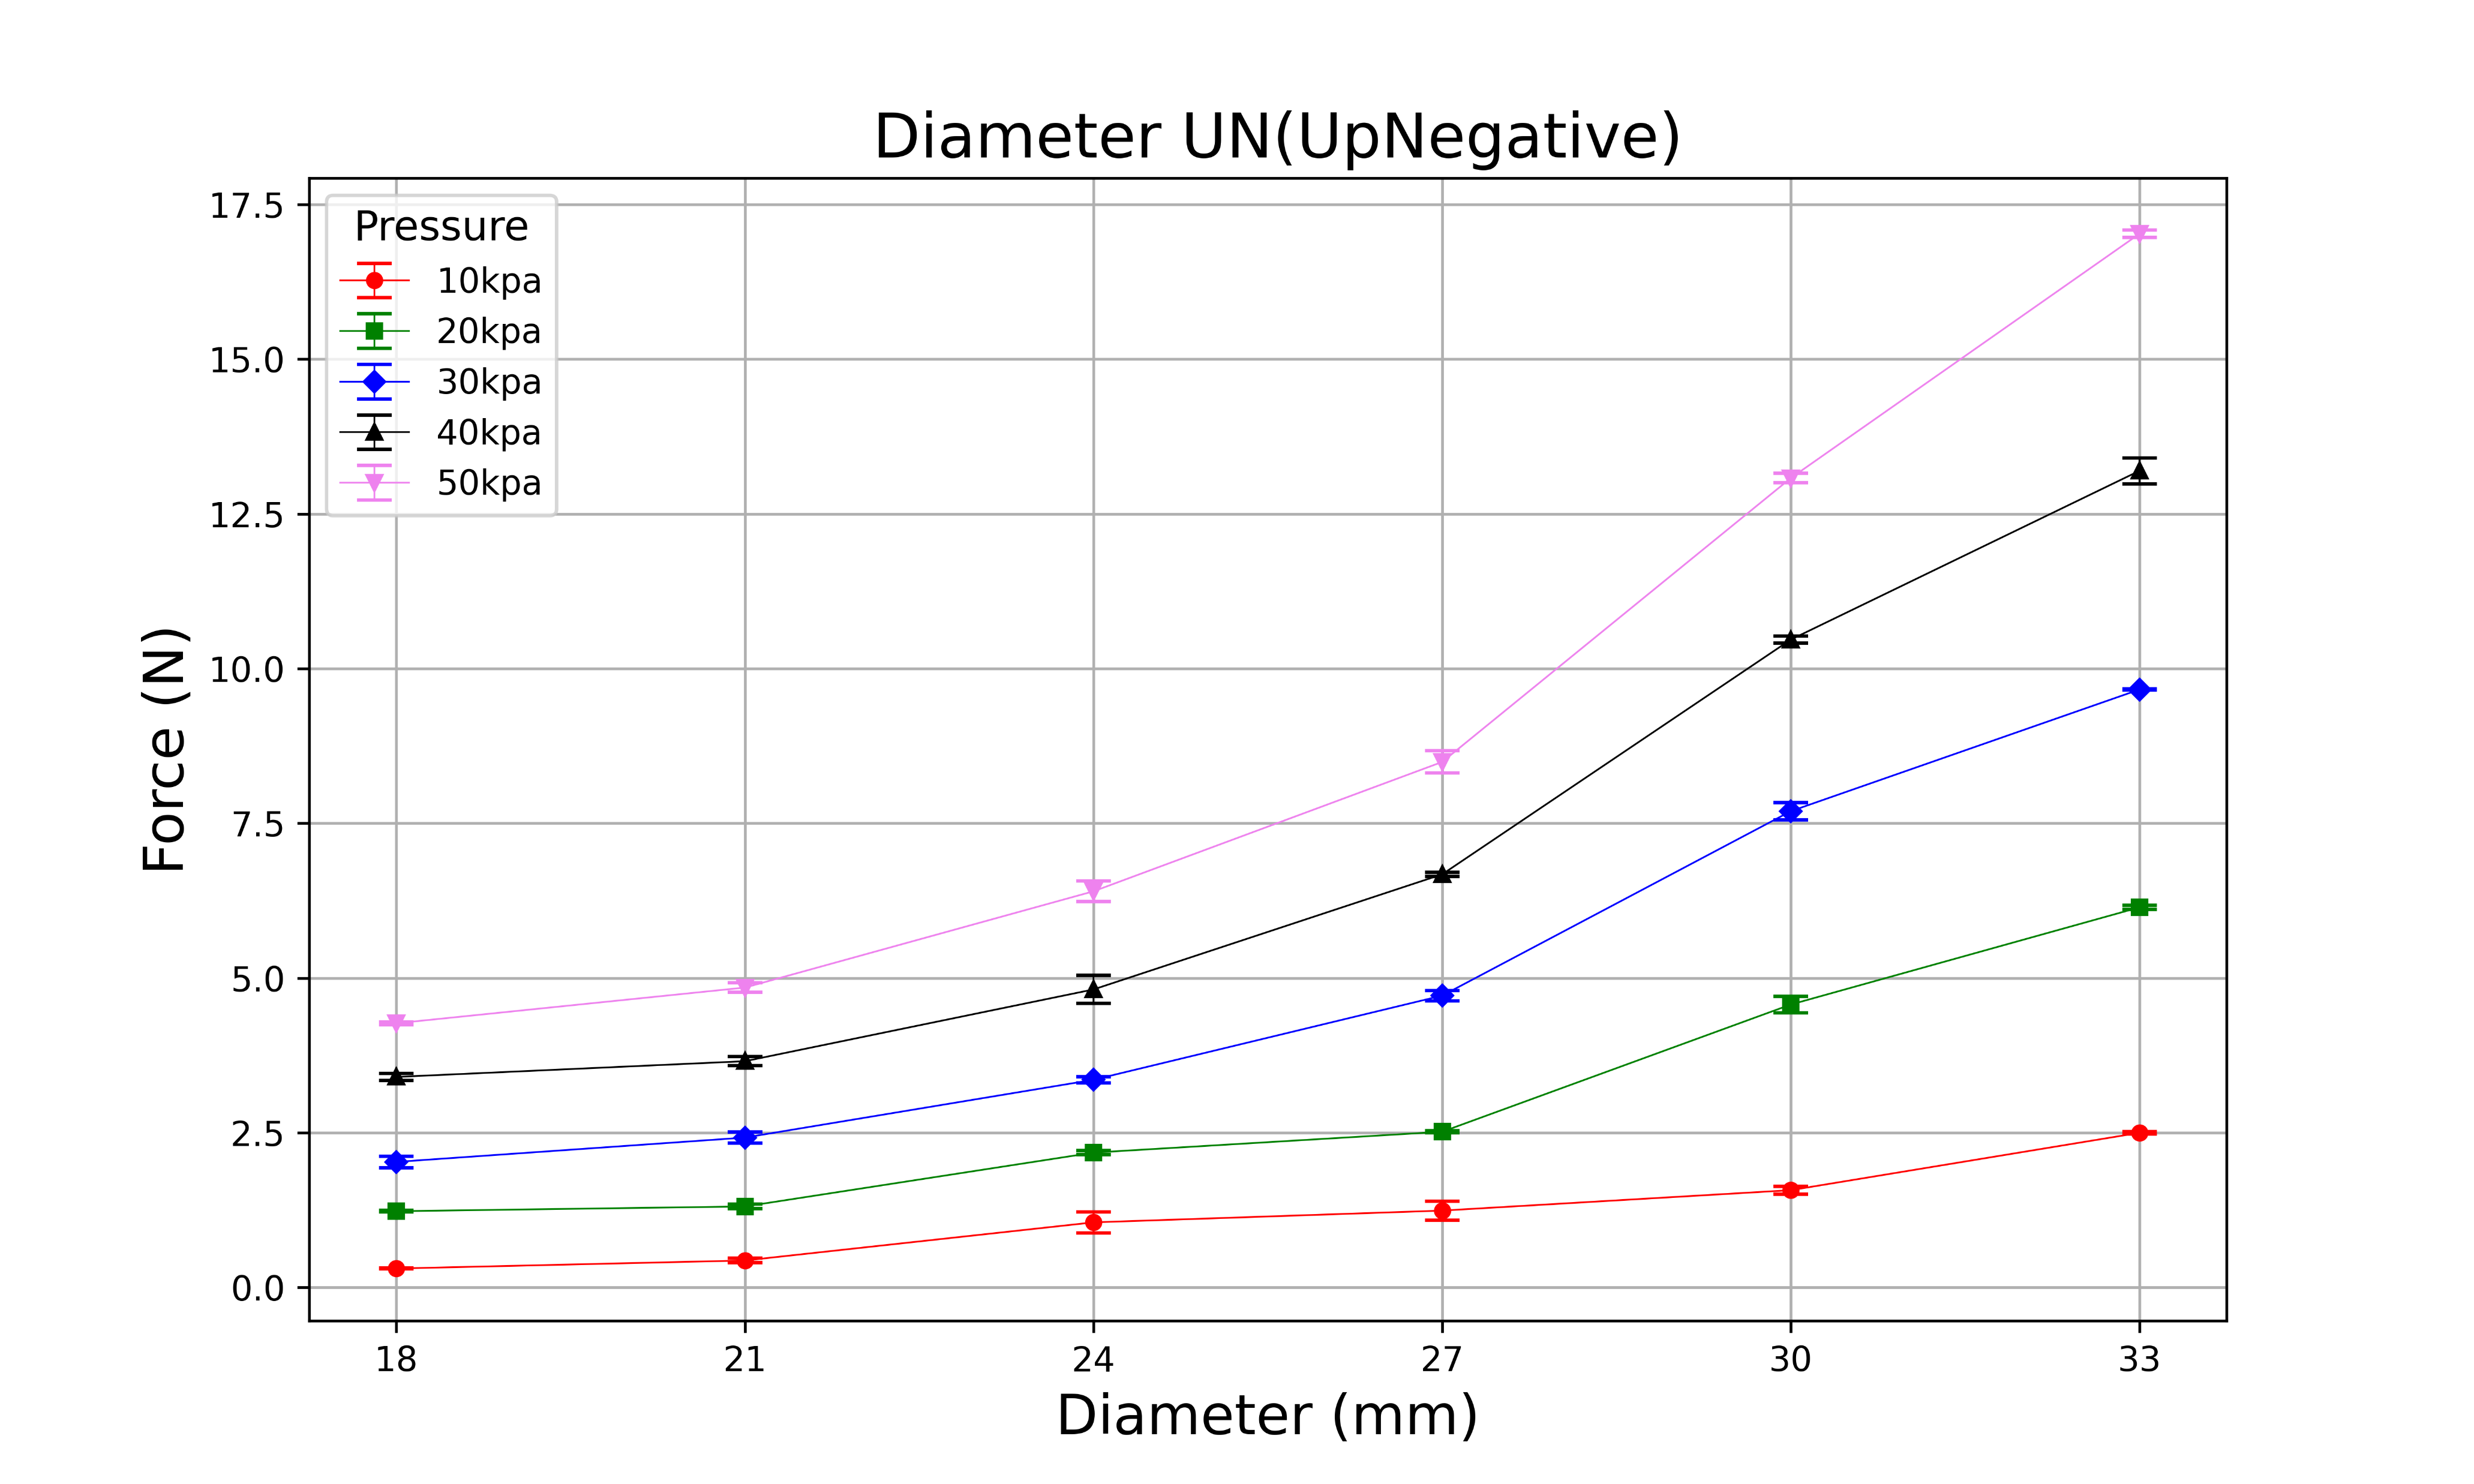 Diameter UN(UpNegative)
17.5
15.0
12.5
10.0
7.5
5.0
2.5
0.0
Force (N)
Pressure
10kpa
20kpa
30kpa
40kpa
50kpa
18 21 24 27 30 33
Diameter (mm)